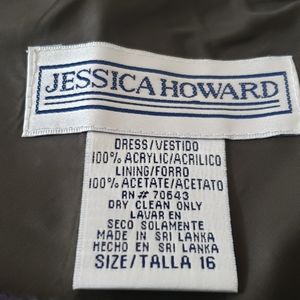 JESSICA HOWARD
DRESS/VESTIDO
100% ACRYLIC/ACRILICO
LINING/FORRO
100% ACETATE/ACETATO
RN# 70643
DRY CLEAN ONLY
LAVAR EN
SECO SOLAMENTE
MADE IN SRI LANKA
HECHO EN SRI LANKA
SIZE/TALLA 16